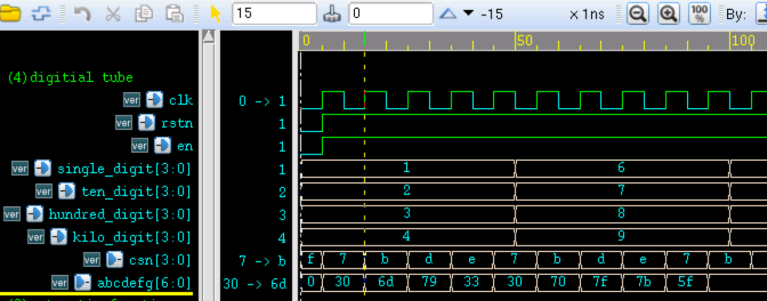 15 0 -15 x 1ns 100 % By:
0 50 100
(4)digitial tube
ver clk 0 -> 1
ver rstn 1
ver en 1
ver single_digit[3:0] 1 1 6
ver ten_digit[3:0] 2 2 7
ver hundred_digit[3:0] 3 3 8
ver kilo_digit[3:0] 4 4 9
ver csn[3:0] 7 -> b f 7 b d e 7 b d e 7 b
ver abcdefg[6:0] 30 -> 6d 0 30 6d 79 33 30 70 7f 7b 5f